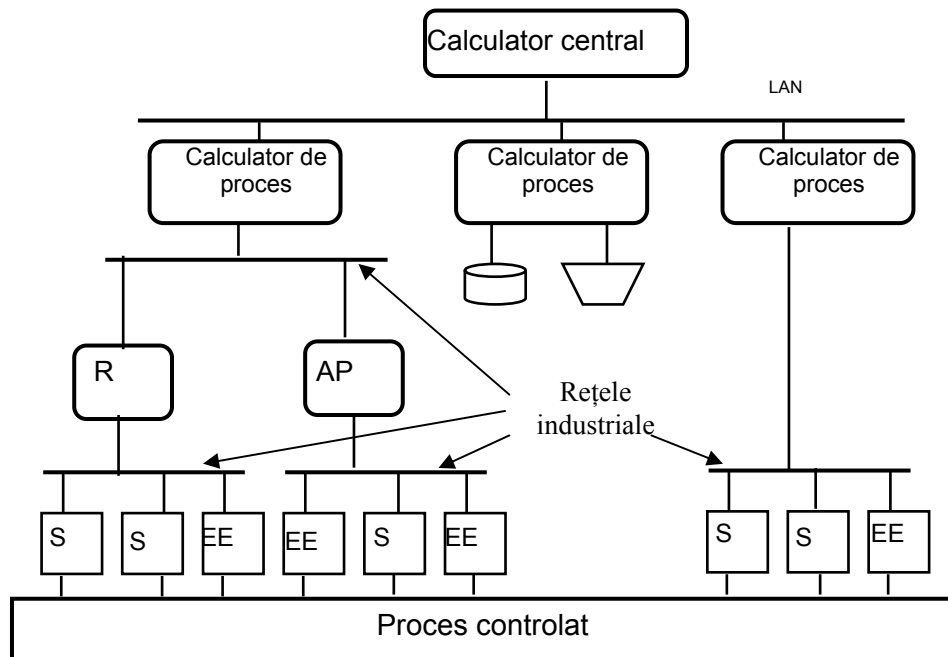 Calculator central
LAN
Calculator de
proces
Calculator de
proces
Calculator de
proces
R
AP
Rețele
industriale
S
S
EE
EE
S
EE
S
S
EE
Proces controlat